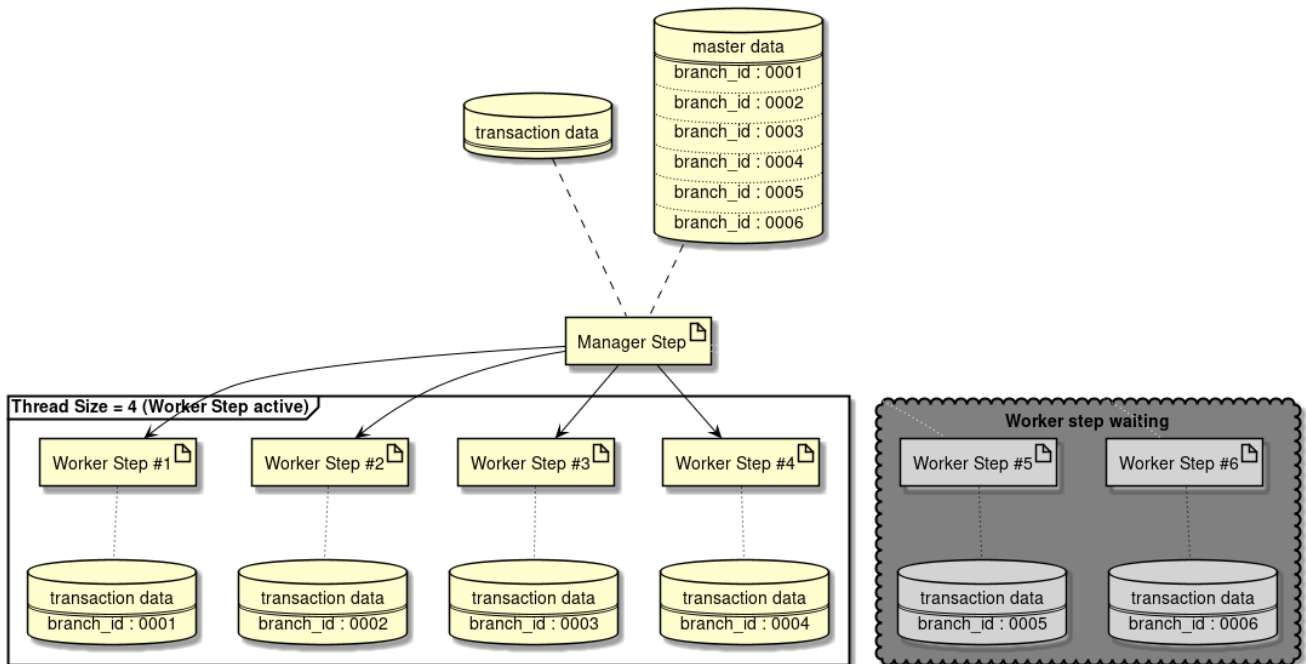 master data
branch_id : 0001
branch_id : 0002
branch_id : 0003
branch_id : 0004
branch_id : 0005
branch_id : 0006
transaction data
Manager Step
Thread Size = 4 (Worker Step active)
Worker Step #1
Worker Step #2
Worker Step #3
Worker Step #4
transaction data
branch_id : 0001
transaction data
branch_id : 0002
transaction data
branch_id : 0003
transaction data
branch_id : 0004
Worker step waiting
Worker Step #5
Worker Step #6
transaction data
branch_id : 0005
transaction data
branch_id : 0006